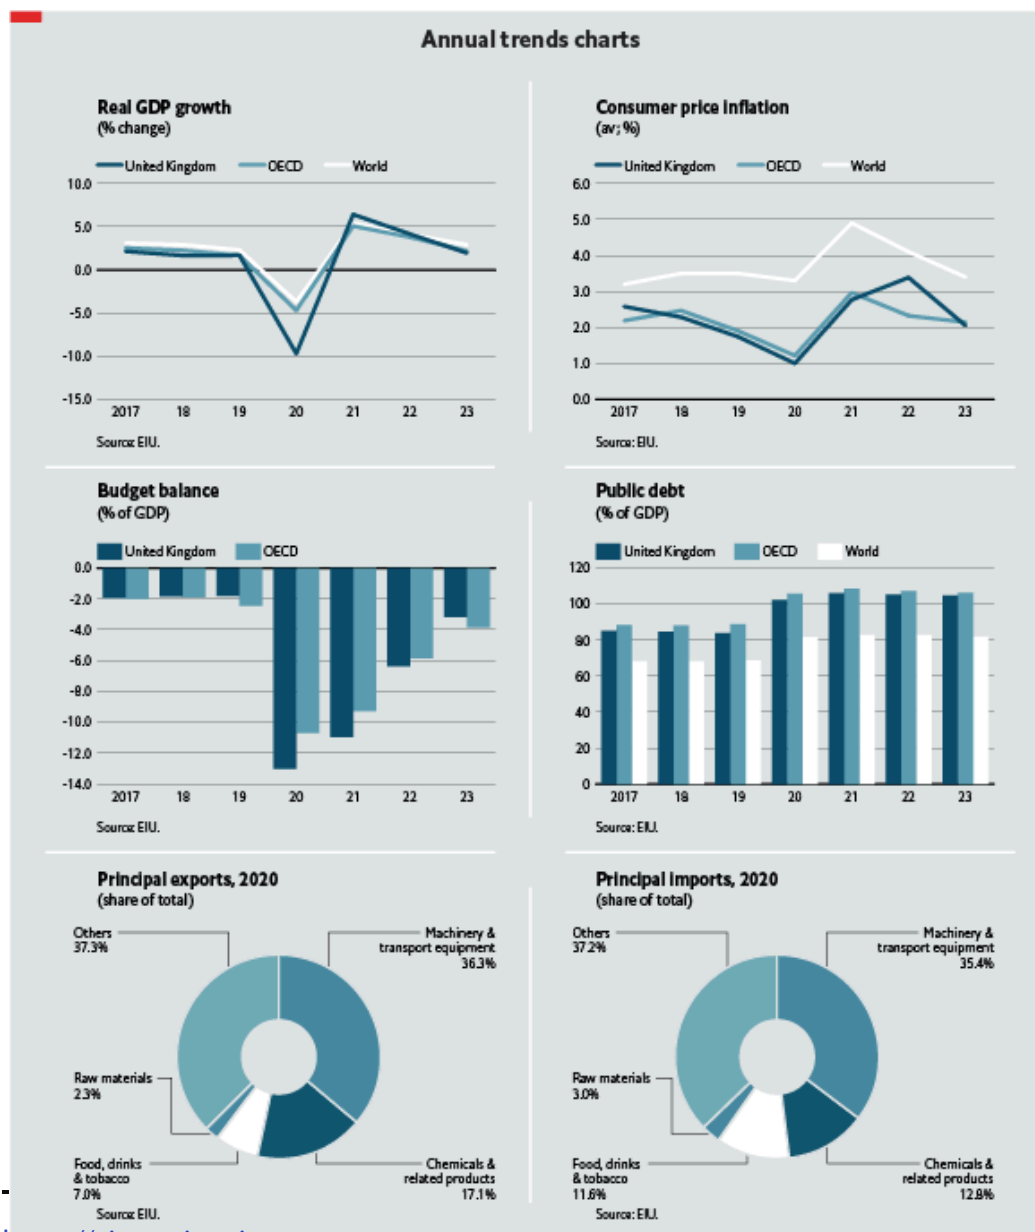 Annual trends charts
Real GDP growth
(% change)
United Kingdom OECD World
10.0
5.0
0.0
-5.0
-10.0
-15.0
2017 18 19 20 21 22 23
Source: EIU.
Consumer price inflation
(av; %)
United Kingdom OECD World
6.0
5.0
4.0
3.0
2.0
1.0
0.0
2017 18 19 20 21 22 23
Source: EIU.
Budget balance
(% of GDP)
United Kingdom OECD
0.0
-2.0
-4.0
-6.0
-8.0
-10.0
-12.0
-14.0
2017 18 19 20 21 22 23
Source: EIU.
Public debt
(% of GDP)
United Kingdom OECD World
120
100
80
60
40
20
0
2017 18 19 20 21 22 23
Source: EIU.
Principal exports, 2020
(share of total)
Others
37.3%
Machinery &
transport equipment
36.3%
Raw materials
2.3%
Food, drinks
& tobacco
7.0%
Chemicals &
related products
17.1%
Source: EIU.
Principal imports, 2020
(share of total)
Others
37.2%
Machinery &
transport equipment
35.4%
Raw materials
3.0%
Food, drinks
& tobacco
11.6%
Chemicals &
related products
12.8%
Source: EIU.